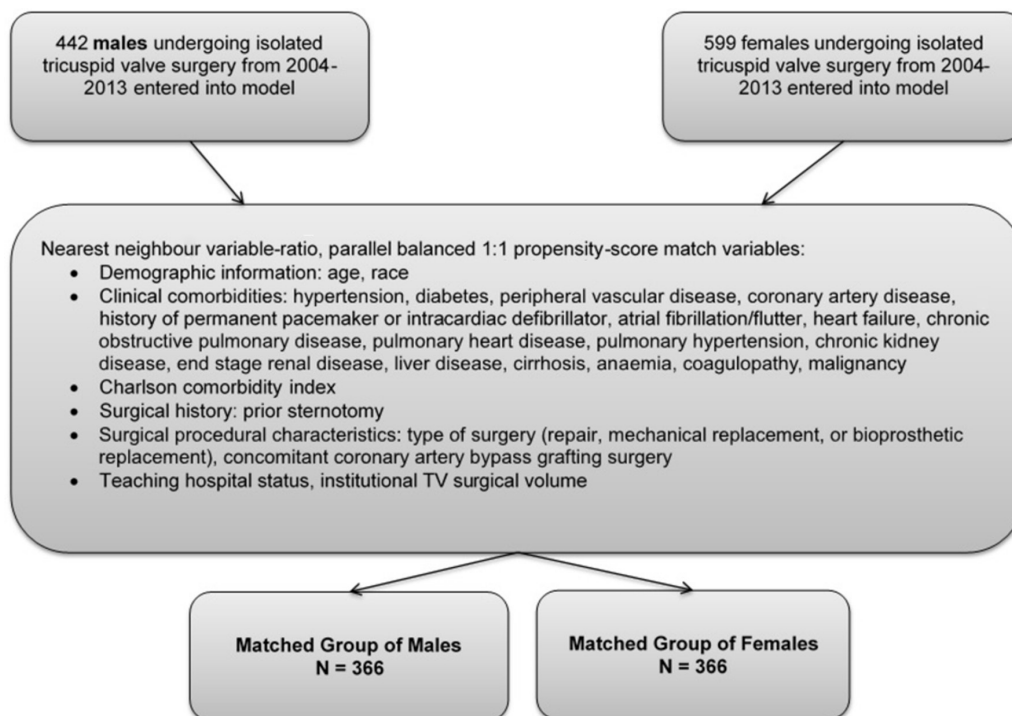 442 males undergoing isolated
tricuspid valve surgery from 2004-
2013 entered into model
599 females undergoing isolated
tricuspid valve surgery from 2004-
2013 entered into model
Nearest neighbour variable-ratio, parallel balanced 1:1 propensity-score match variables:
• Demographic information: age, race
• Clinical comorbidities: hypertension, diabetes, peripheral vascular disease, coronary artery disease,
history of permanent pacemaker or intracardiac defibrillator, atrial fibrillation/flutter, heart failure, chronic
obstructive pulmonary disease, pulmonary heart disease, pulmonary hypertension, chronic kidney
disease, end stage renal disease, liver disease, cirrhosis, anaemia, coagulopathy, malignancy
• Charlson comorbidity index
• Surgical history: prior sternotomy
• Surgical procedural characteristics: type of surgery (repair, mechanical replacement, or bioprosthetic
replacement), concomitant coronary artery bypass grafting surgery
• Teaching hospital status, institutional TV surgical volume
Matched Group of Males
N = 366
Matched Group of Females
N = 366